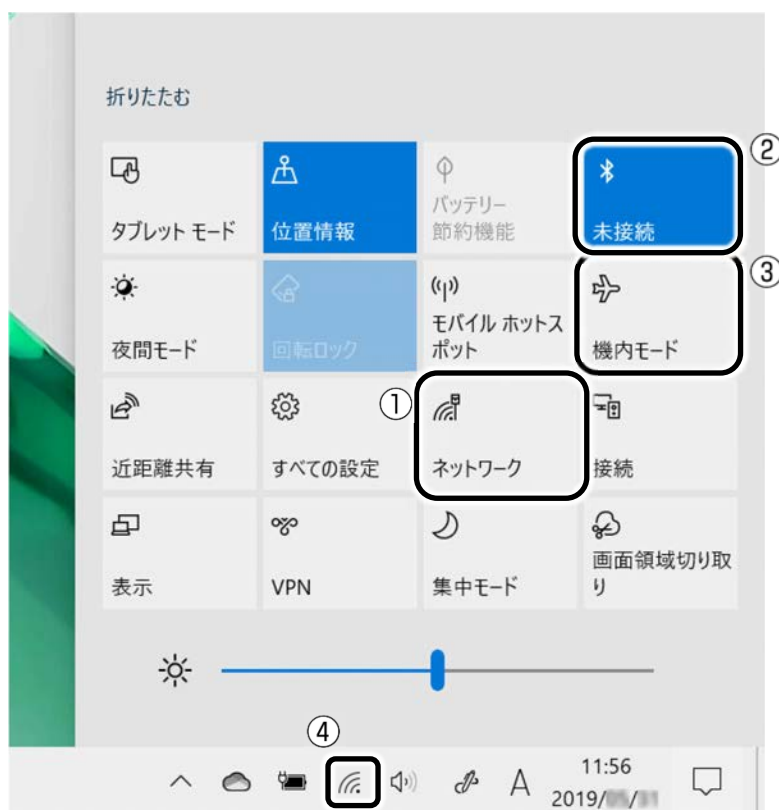 折りたたむ
②
タブレット モード
位置情報
バッテリー
節約機能
未接続
③
夜間モード
回転ロック
モバイル ホットス
ポット
機内モード
①
近距離共有
すべての設定
ネットワーク
接続
表示
VPN
集中モード
画面領域切り取
り
④
A
11:56
2019/